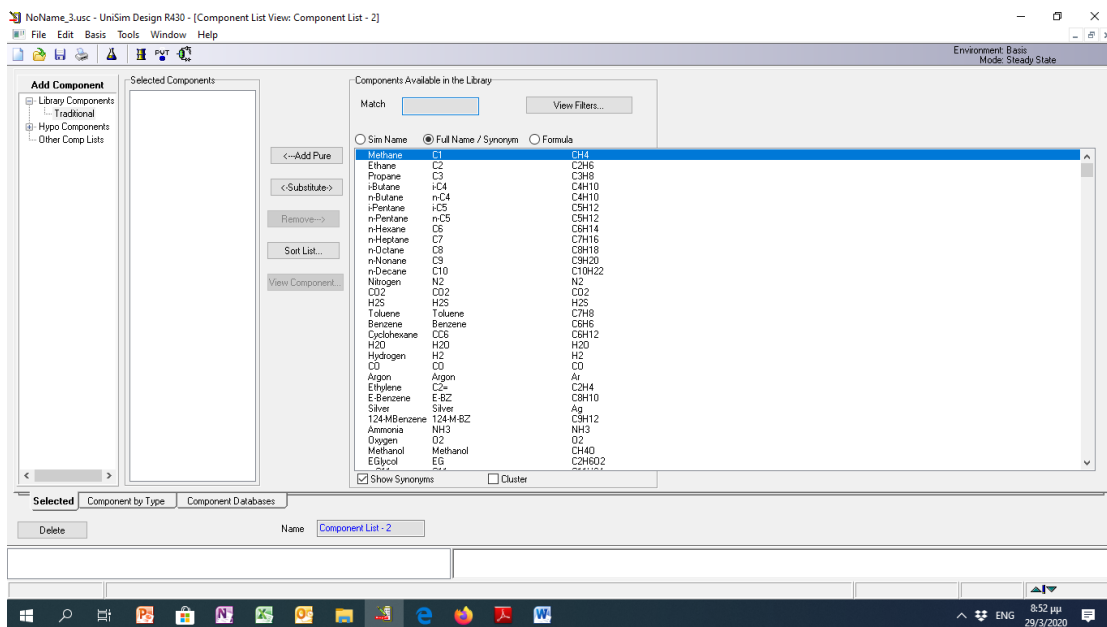 NoName_3.usc - UniSim Design R430 - [Component List View: Component List - 2]
File Edit Basis Tools Window Help
PVT
Environment: Basis
Mode: Steady State
Add Component
Library Components
Traditional
Hypo Components
Other Comp Lists
Selected Components
<---Add Pure
<-Substitute->
Remove--->
Sort List...
View Component...
Components Available in the Library
Match View Filters...
Sim Name Full Name / Synonym Formula
Methane C1 CH4
Ethane C2 C2H6
Propane C3 C3H8
i-Butane i-C4 C4H10
n-Butane n-C4 C4H10
i-Pentane i-C5 C5H12
n-Pentane n-C5 C5H12
n-Hexane C6 C6H14
n-Heptane C7 C7H16
n-Octane C8 C8H18
n-Nonane C9 C9H20
n-Decane C10 C10H22
Nitrogen N2 N2
CO2 CO2 CO2
H2S H2S H2S
Toluene Toluene C7H8
Benzene Benzene C6H6
Cyclohexane CC6 C6H12
H2O H2O H2O
Hydrogen H2 H2
CO CO CO
Argon Argon Ar
Ethylene C2= C2H4
E-Benzene E-BZ C8H10
Silver Silver Ag
124-MBenzene 124-M-BZ C9H12
Ammonia NH3 NH3
Oxygen O2 O2
Methanol Methanol CH4O
EGlycol EG C2H6O2
Show Synonyms Cluster
Selected Component by Type Component Databases
Delete Name Component List - 2
ENG
8:52 μμ
29/3/2020